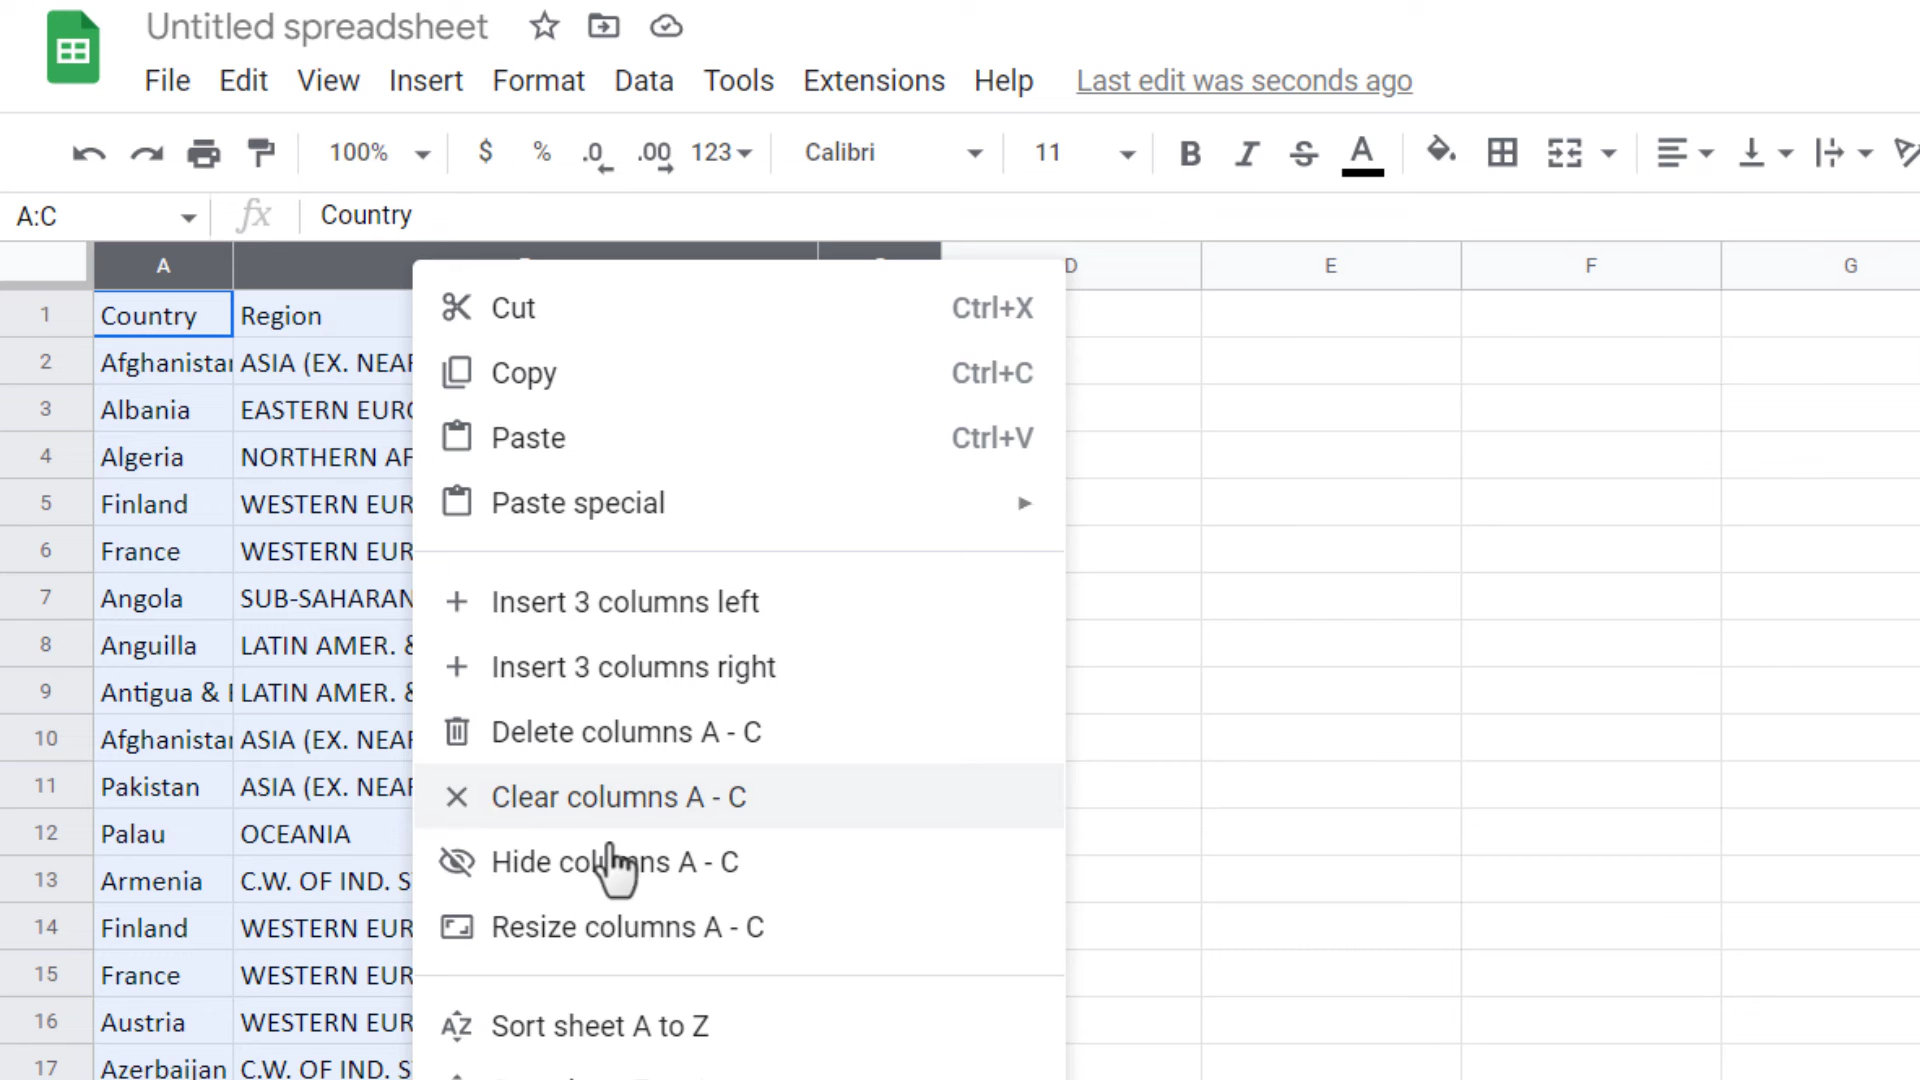 Untitled spreadsheet
File Edit View Insert Format Data Tools Extensions Help Last edit was seconds ago
100% $ % .0 .00 123 Calibri 11 B I S A
A:C fx Country
A D E F G
1 Country Region
2 Afghanistan ASIA (EX. NEAR
3 Albania EASTERN EURO
4 Algeria NORTHERN AF
5 Finland WESTERN EUR
6 France WESTERN EUR
7 Angola SUB-SAHARAN
8 Anguilla LATIN AMER. &
9 Antigua & LATIN AMER. &
10 Afghanistan ASIA (EX. NEAR
11 Pakistan ASIA (EX. NEAR
12 Palau OCEANIA
13 Armenia C.W. OF IND. S
14 Finland WESTERN EUR
15 France WESTERN EUR
16 Austria WESTERN EUR
17 Azerbaijan C.W. OF IND. S
Cut Ctrl+X
Copy Ctrl+C
Paste Ctrl+V
Paste special
Insert 3 columns left
Insert 3 columns right
Delete columns A - C
Clear columns A - C
Hide columns A - C
Resize columns A - C
Sort sheet A to Z